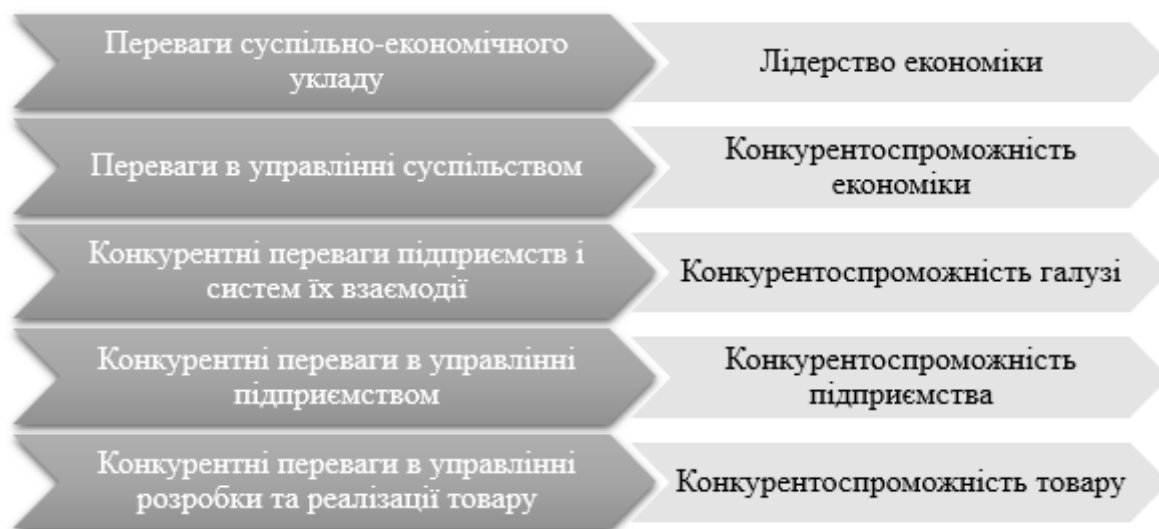 Переваги суспільно-економічного
укладу
Лідерство економіки
Переваги в управлінні суспільством
Конкурентоспроможність
економіки
Конкурентні переваги підприємств і
систем їх взаємодії
Конкурентоспроможність галузі
Конкурентні переваги в управлінні
підприємством
Конкурентоспроможність
підприємства
Конкурентні переваги в управлінні
розробки та реалізації товару
Конкурентоспроможність товару